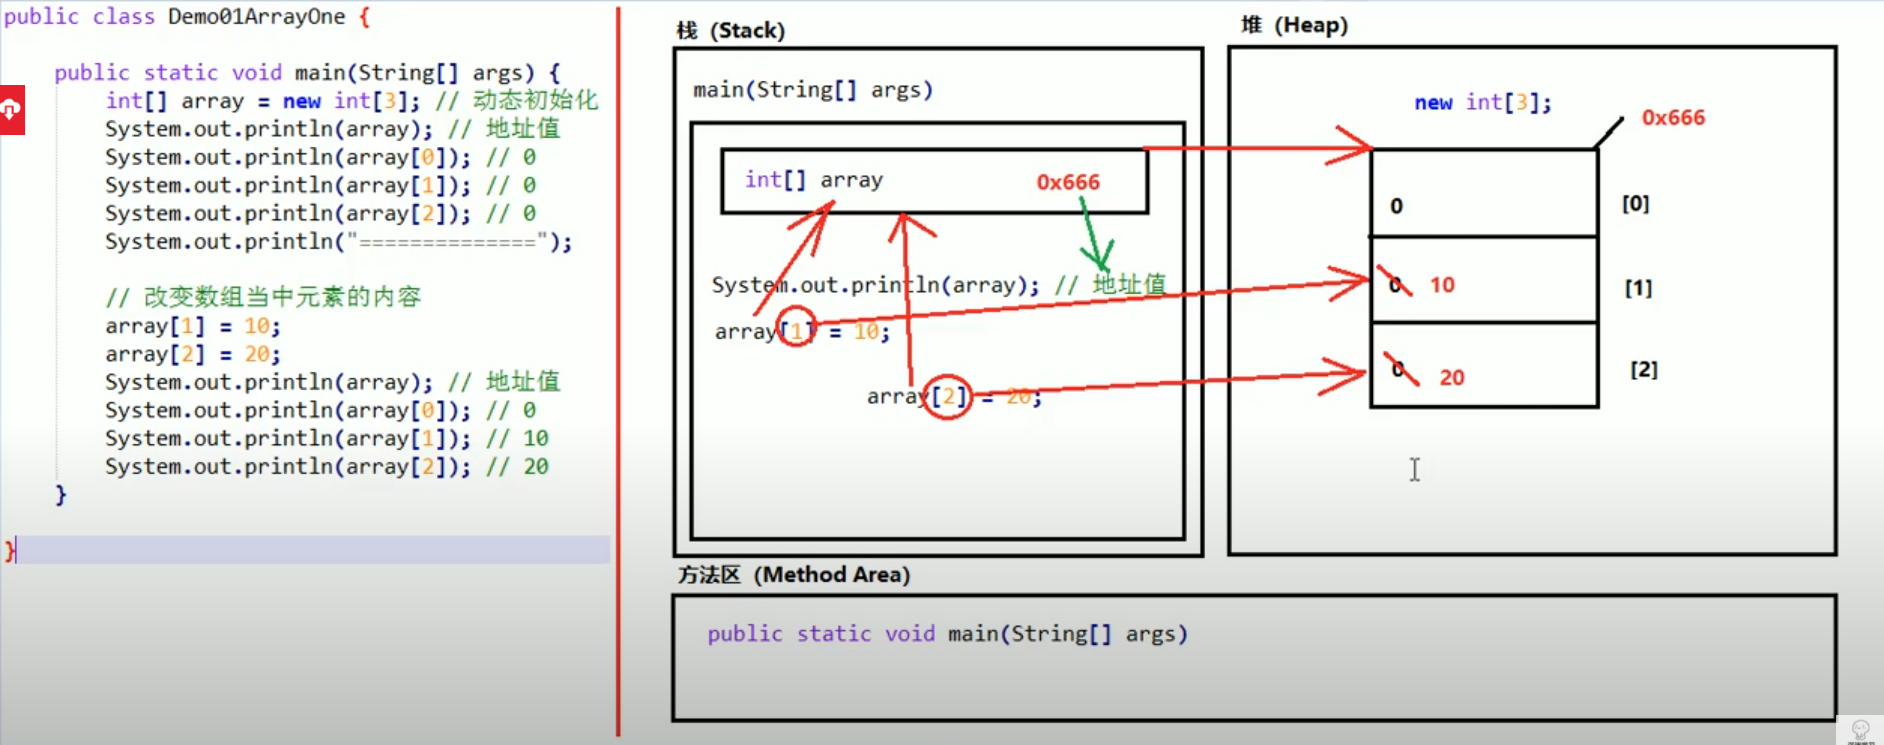 public class Demo01ArrayOne {
public static void main(String[] args) {
int[] array = new int[3]; // 动态初始化
System.out.println(array); // 地址值
System.out.println(array[0]); // 0
System.out.println(array[1]); // 0
System.out.println(array[2]); // 0
System.out.println("==============");
// 改变数组当中元素的内容
array[1] = 10;
array[2] = 20;
System.out.println(array); // 地址值
System.out.println(array[0]); // 0
System.out.println(array[1]); // 10
System.out.println(array[2]); // 20
}
}
栈 (Stack)
main(String[] args)
int[] array 0x666
System.out.println(array); // 地址值
array[1] = 10;
array[2] = 20;
堆 (Heap)
new int[3];
0x666
0 [0]
0 10 [1]
0 20 [2]
方法区 (Method Area)
public static void main(String[] args)